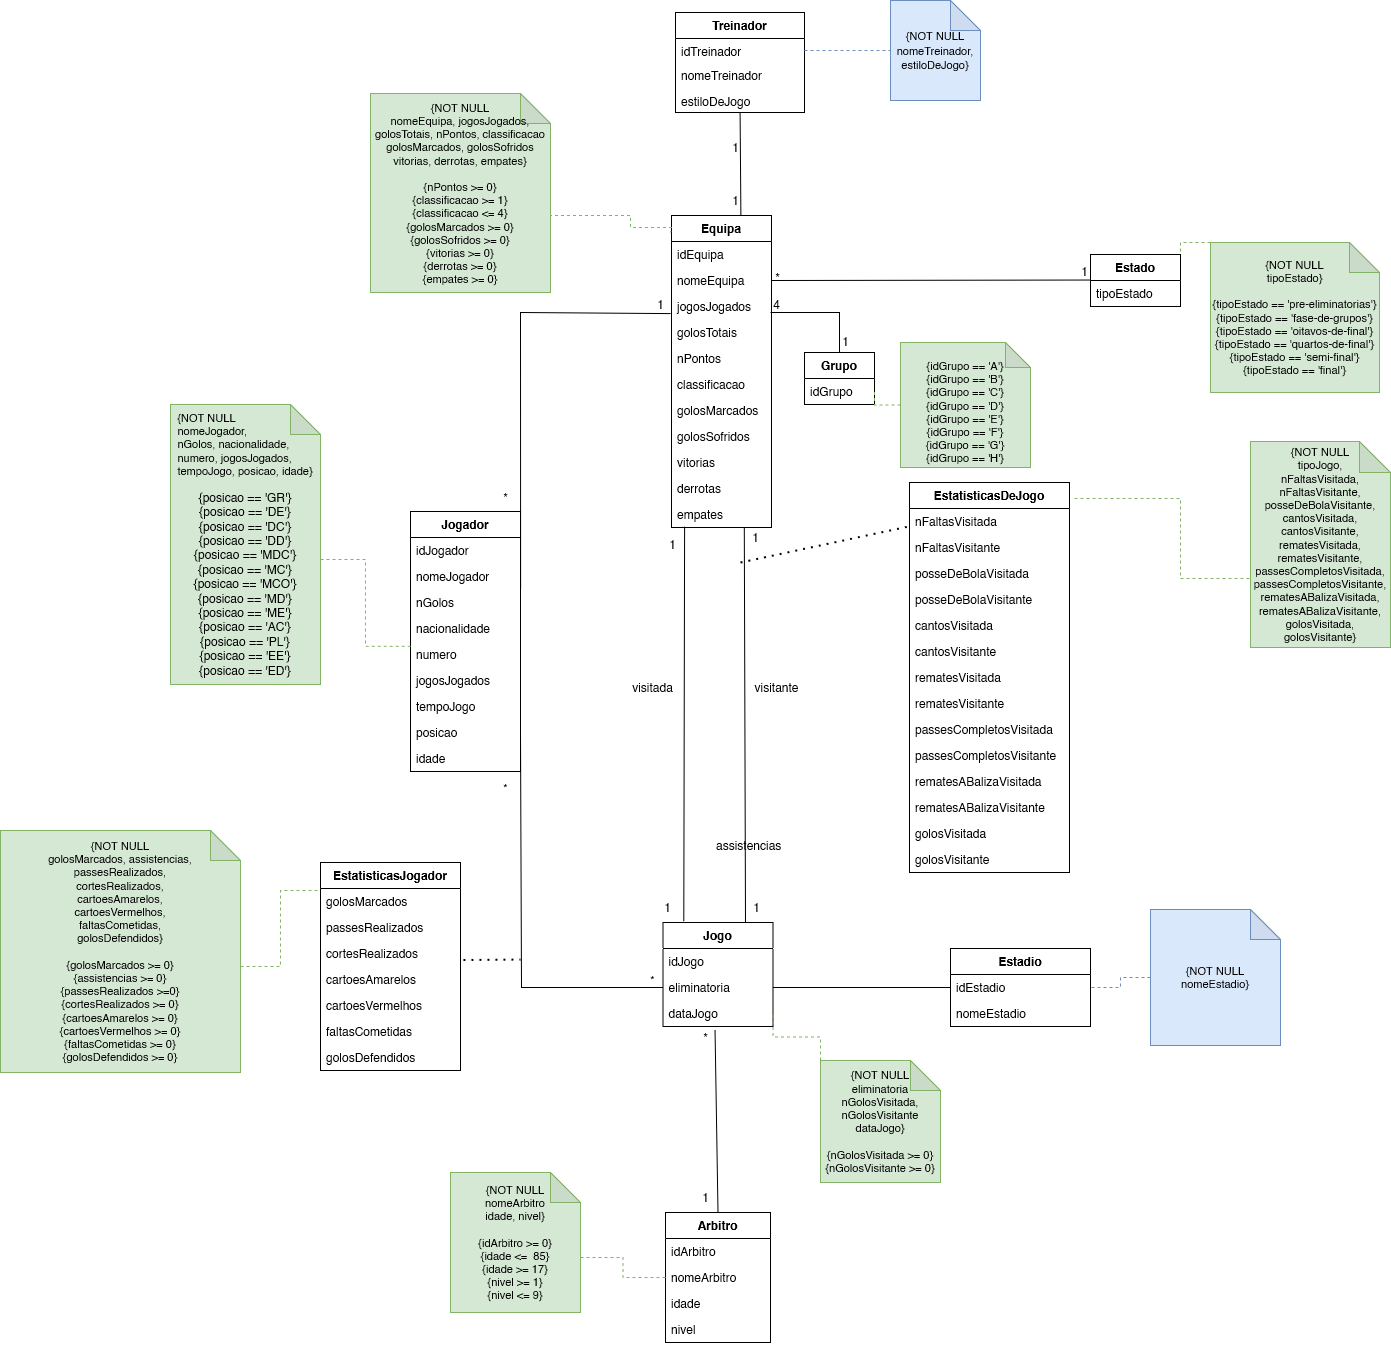 Treinador
idTreinador
nomeTreinador
estiloDeJogo
{NOT NULL
nomeTreinador,
estiloDeJogo}
{NOT NULL
nomeEquipa, jogosJogados,
golosTotais, nPontos, classificacao
golosMarcados, golosSofridos
vitorias, derrotas, empates}
{nPontos >= 0}
{classificacao >= 1}
{classificacao <= 4}
{golosMarcados >= 0}
{golosSofridos >= 0}
{vitorias >= 0}
{derrotas >= 0}
{empates >= 0}
1
1
Equipa
idEquipa
nomeEquipa
jogosJogados
golosTotais
nPontos
classificacao
golosMarcados
golosSofridos
vitorias
derrotas
empates
*
1
Estado
tipoEstado
{NOT NULL
tipoEstado}
{tipoEstado == 'pre-eliminatorias'}
{tipoEstado == 'fase-de-grupos'}
{tipoEstado == 'oitavos-de-final'}
{tipoEstado == 'quartos-de-final'}
{tipoEstado == 'semi-final'}
{tipoEstado == 'final'}
1
4
1
Grupo
idGrupo
{idGrupo == 'A'}
{idGrupo == 'B'}
{idGrupo == 'C'}
{idGrupo == 'D'}
{idGrupo == 'E'}
{idGrupo == 'F'}
{idGrupo == 'G'}
{idGrupo == 'H'}
{NOT NULL
nomeJogador,
nGolos, nacionalidade,
numero, jogosJogados,
tempoJogo, posicao, idade}
{posicao == 'GR'}
{posicao == 'DE'}
{posicao == 'DC'}
{posicao == 'DD'}
{posicao == 'MDC'}
{posicao == 'MC'}
{posicao == 'MCO'}
{posicao == 'MD'}
{posicao == 'ME'}
{posicao == 'AC'}
{posicao == 'PL'}
{posicao == 'EE'}
{posicao == 'ED'}
*
Jogador
idJogador
nomeJogador
nGolos
nacionalidade
numero
jogosJogados
tempoJogo
posicao
idade
*
1
1
visitada
visitante
assistencias
1
1
EstatisticasDeJogo
nFaltasVisitada
nFaltasVisitante
posseDeBolaVisitada
posseDeBolaVisitante
cantosVisitada
cantosVisitante
rematesVisitada
rematesVisitante
passesCompletosVisitada
passesCompletosVisitante
rematesABalizaVisitada
rematesABalizaVisitante
golosVisitada
golosVisitante
{NOT NULL
tipoJogo,
nFaltasVisitada,
nFaltasVisitante,
posseDeBolaVisitante,
cantosVisitada,
cantosVisitante,
rematesVisitada,
rematesVisitante,
passesCompletosVisitada,
passesCompletosVisitante,
rematesABalizaVisitada,
rematesABalizaVisitante,
golosVisitada,
golosVisitante}
{NOT NULL
golosMarcados, assistencias,
passesRealizados,
cortesRealizados,
cartoesAmarelos,
cartoesVermelhos,
faltasCometidas,
golosDefendidos}
{golosMarcados >= 0}
{assistencias >= 0}
{passesRealizados >=0}
{cortesRealizados >= 0}
{cartoesAmarelos >= 0}
{cartoesVermelhos >= 0}
{faltasCometidas >= 0}
{golosDefendidos >= 0}
EstatisticasJogador
golosMarcados
passesRealizados
cortesRealizados
cartoesAmarelos
cartoesVermelhos
faltasCometidas
golosDefendidos
*
Jogo
idJogo
eliminatoria
dataJogo
*
Estadio
idEstadio
nomeEstadio
{NOT NULL
nomeEstadio}
{NOT NULL
eliminatoria
nGolosVisitada,
nGolosVisitante
dataJogo}
{nGolosVisitada >= 0}
{nGolosVisitante >= 0}
{NOT NULL
nomeArbitro
idade, nivel}
{idArbitro >= 0}
{idade <= 85}
{idade >= 17}
{nivel >= 1}
{nivel <= 9}
1
Arbitro
idArbitro
nomeArbitro
idade
nivel